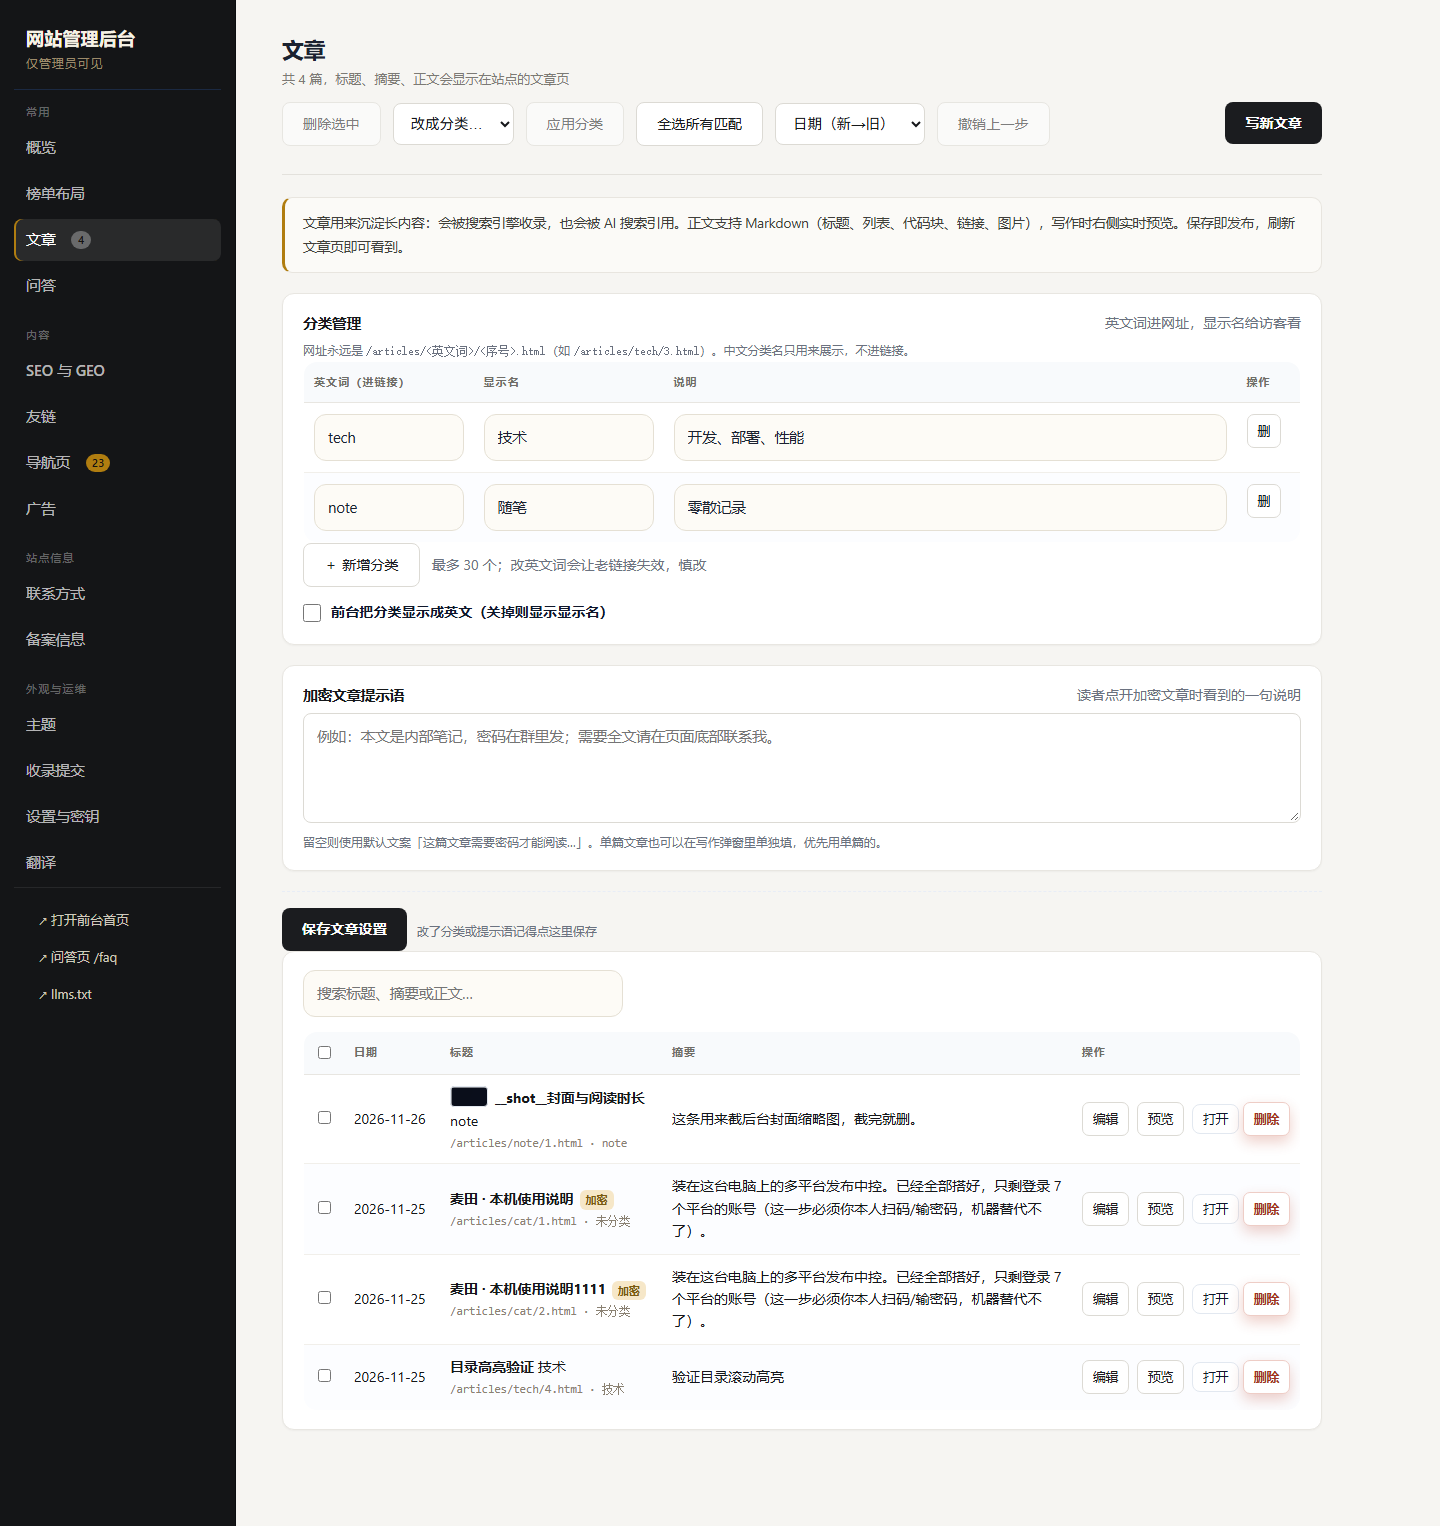 网站管理后台
仅管理员可见
常用
概览
榜单布局
文章 4
问答
内容
SEO 与 GEO
友链
导航页 23
广告
站点信息
联系方式
备案信息
外观与运维
主题
收录提交
设置与密钥
翻译
↗ 打开前台首页
↗ 问答页 /faq
↗ llms.txt
文章
共 4 篇，标题、摘要、正文会显示在站点的文章页
删除选中 改成分类... 应用分类 全选所有匹配 日期（新→旧） 撤销上一步 写新文章
文章用来沉淀长内容：会被搜索引擎收录，也会被 AI 搜索引用。正文支持 Markdown（标题、列表、代码块、链接、图片），写作时右侧实时预览。保存即发布，刷新
文章页即可看到。
分类管理 英文词进网址，显示名给访客看
网址永远是 /articles/<英文词>/<序号>.html（如 /articles/tech/3.html）。中文分类名只用来展示，不进链接。
英文词（进链接） 显示名 说明 操作
tech 技术 开发、部署、性能 删
note 随笔 零散记录 删
+ 新增分类 最多 30 个；改英文词会让老链接失效，慎改
前台把分类显示成英文（关掉则显示显示名）
加密文章提示语 读者点开加密文章时看到的一句说明
例如：本文是内部笔记，密码在群里发；需要全文请在页面底部联系我。
留空则使用默认文案「这篇文章需要密码才能阅读...」。单篇文章也可以在写作弹窗里单独填，优先用单篇的。
保存文章设置 改了分类或提示语记得点这里保存
搜索标题、摘要或正文...
日期 标题 摘要 操作
2026-11-26 __shot__封面与阅读时长 note 这条用来截后台封面缩略图，截完就删。 编辑 预览 打开 删除
/articles/note/1.html · note
2026-11-25 麦田 · 本机使用说明 加密 装在这台电脑上的多平台发布中控。已经全部搭好，只剩登录 7 个平台的账号（这一步必须你本人扫码/输密码，机器替代不了）。 编辑 预览 打开 删除
/articles/cat/1.html · 未分类
2026-11-25 麦田 · 本机使用说明1111 加密 装在这台电脑上的多平台发布中控。已经全部搭好，只剩登录 7 个平台的账号（这一步必须你本人扫码/输密码，机器替代不了）。 编辑 预览 打开 删除
/articles/cat/2.html · 未分类
2026-11-25 目录高亮验证 技术 验证目录滚动高亮 编辑 预览 打开 删除
/articles/tech/4.html · 技术